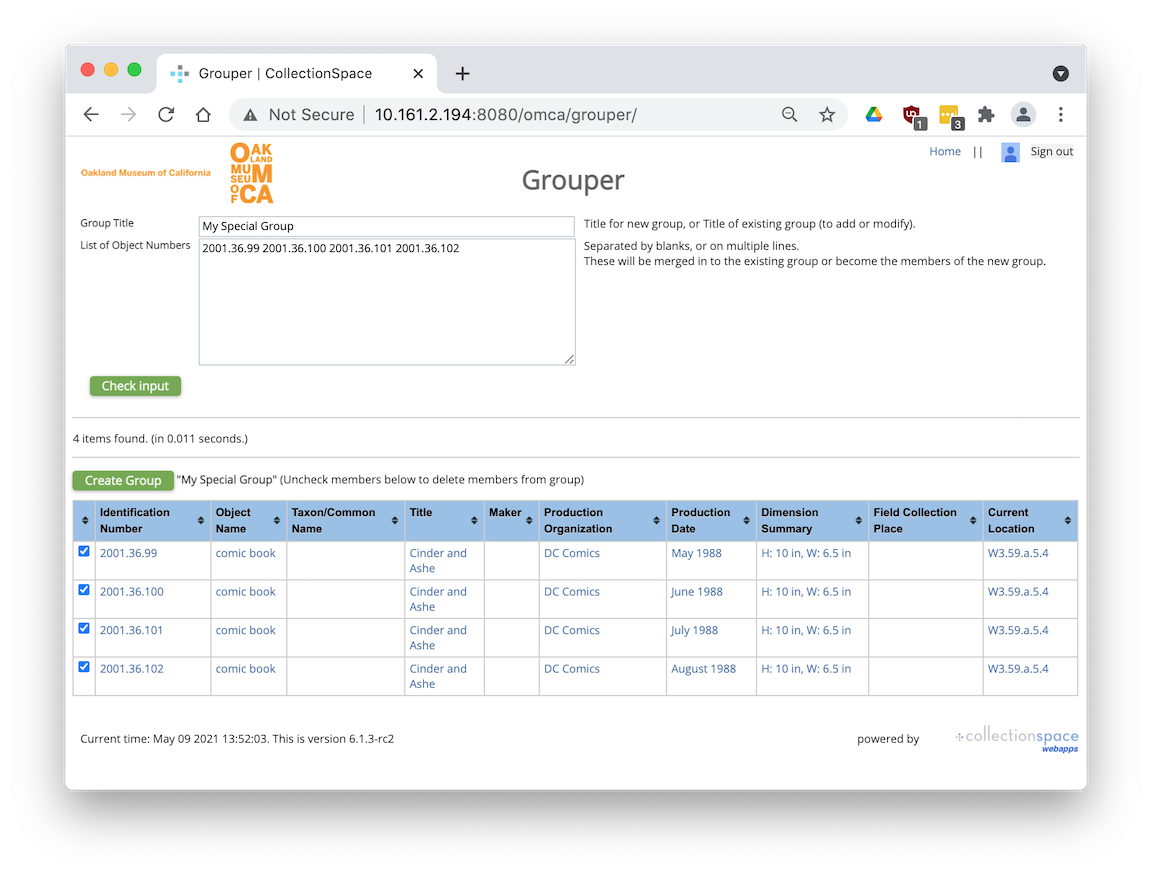 Grouper | CollectionSpace
Not Secure 10.161.2.194:8080/omca/grouper/
1
3
Oakland Museum of California
OAK
LAND
MU M
SEU
OF CA
Home || Sign out
Grouper
Group Title My Special Group Title for new group, or Title of existing group (to add or modify).
List of Object Numbers 2001.36.99 2001.36.100 2001.36.101 2001.36.102 Separated by blanks, or on multiple lines.
These will be merged in to the existing group or become the members of the new group.
Check input
4 items found. (in 0.011 seconds.)
Create Group "My Special Group" (Uncheck members below to delete members from group)
Identification Number Object Name Taxon/Common Name Title Maker Production Organization Production Date Dimension Summary Field Collection Place Current Location
2001.36.99 comic book Cinder and Ashe DC Comics May 1988 H: 10 in, W: 6.5 in W3.59.a.5.4
2001.36.100 comic book Cinder and Ashe DC Comics June 1988 H: 10 in, W: 6.5 in W3.59.a.5.4
2001.36.101 comic book Cinder and Ashe DC Comics July 1988 H: 10 in, W: 6.5 in W3.59.a.5.4
2001.36.102 comic book Cinder and Ashe DC Comics August 1988 H: 10 in, W: 6.5 in W3.59.a.5.4
Current time: May 09 2021 13:52:03. This is version 6.1.3-rc2 powered by collectionspace
webapps